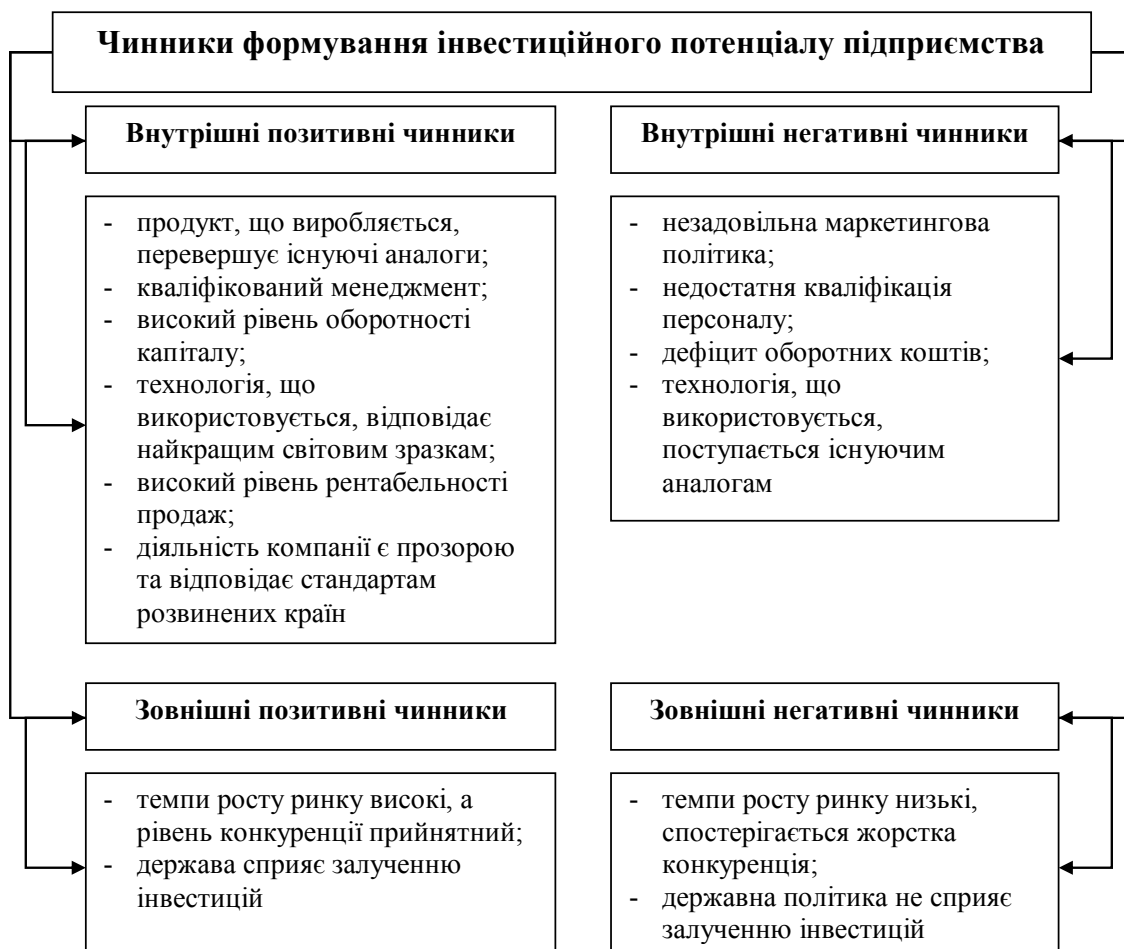 Чинники формування інвестиційного потенціалу підприємства
Внутрішні позитивні чинники
- продукт, що виробляється,
перевершує існуючі аналоги;
- кваліфікований менеджмент;
- високий рівень оборотності
капіталу;
- технологія, що
використовується, відповідає
найкращим світовим зразкам;
- високий рівень рентабельності
продаж;
- діяльність компанії є прозорою
та відповідає стандартам
розвинених країн
Внутрішні негативні чинники
- незадовільна маркетингова
політика;
- недостатня кваліфікація
персоналу;
- дефіцит оборотних коштів;
- технологія, що
використовується,
поступається існуючим
аналогам
Зовнішні позитивні чинники
- темпи росту ринку високі, а
рівень конкуренції прийнятний;
- держава сприяє залученню
інвестицій
Зовнішні негативні чинники
- темпи росту ринку низькі,
спостерігається жорстка
конкуренція;
- державна політика не сприяє
залученню інвестицій